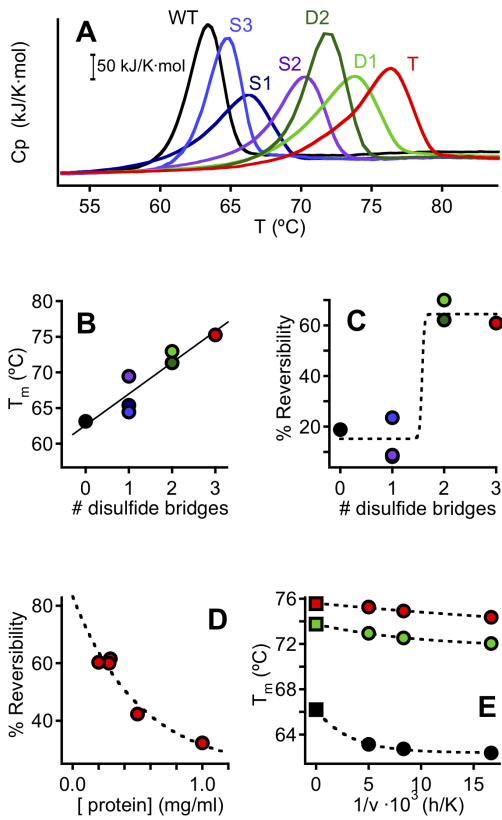 A
WT
S3
S1
S2
D2
D1
T
50 kJ/K·mol
Cp (kJ/K·mol)
55 60 65 70 75 80
T (ºC)
B
Tm (ºC)
80
75
70
65
60
0 1 2 3
# disulfide bridges
C
% Reversibility
60
40
20
0 1 2 3
# disulfide bridges
D
% Reversibility
80
60
40
0.0 1.0
[ protein] (mg/ml)
E
Tm (ºC)
76
72
68
64
0 5 10 15
1/v ·10³ (h/K)